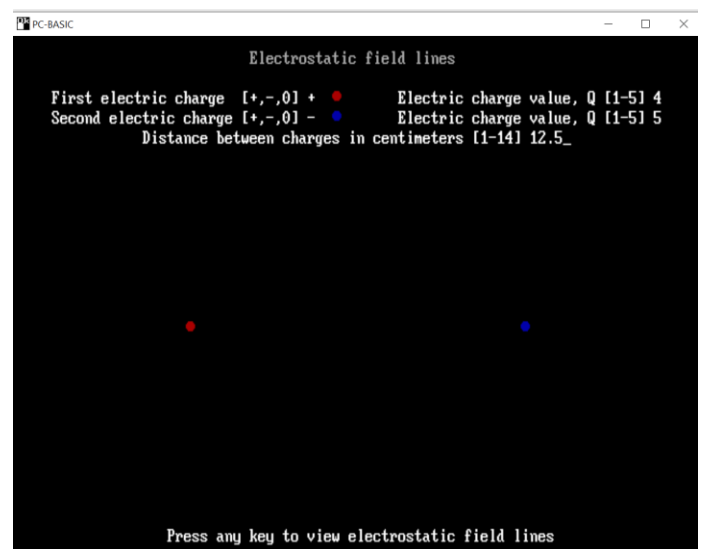 PC-BASIC
Electrostatic field lines
First electric charge [+,-,0] + Electric charge value, Q [1-5] 4
Second electric charge [+,-,0] - Electric charge value, Q [1-5] 5
Distance between charges in centimeters [1-14] 12.5_
Press any key to view electrostatic field lines